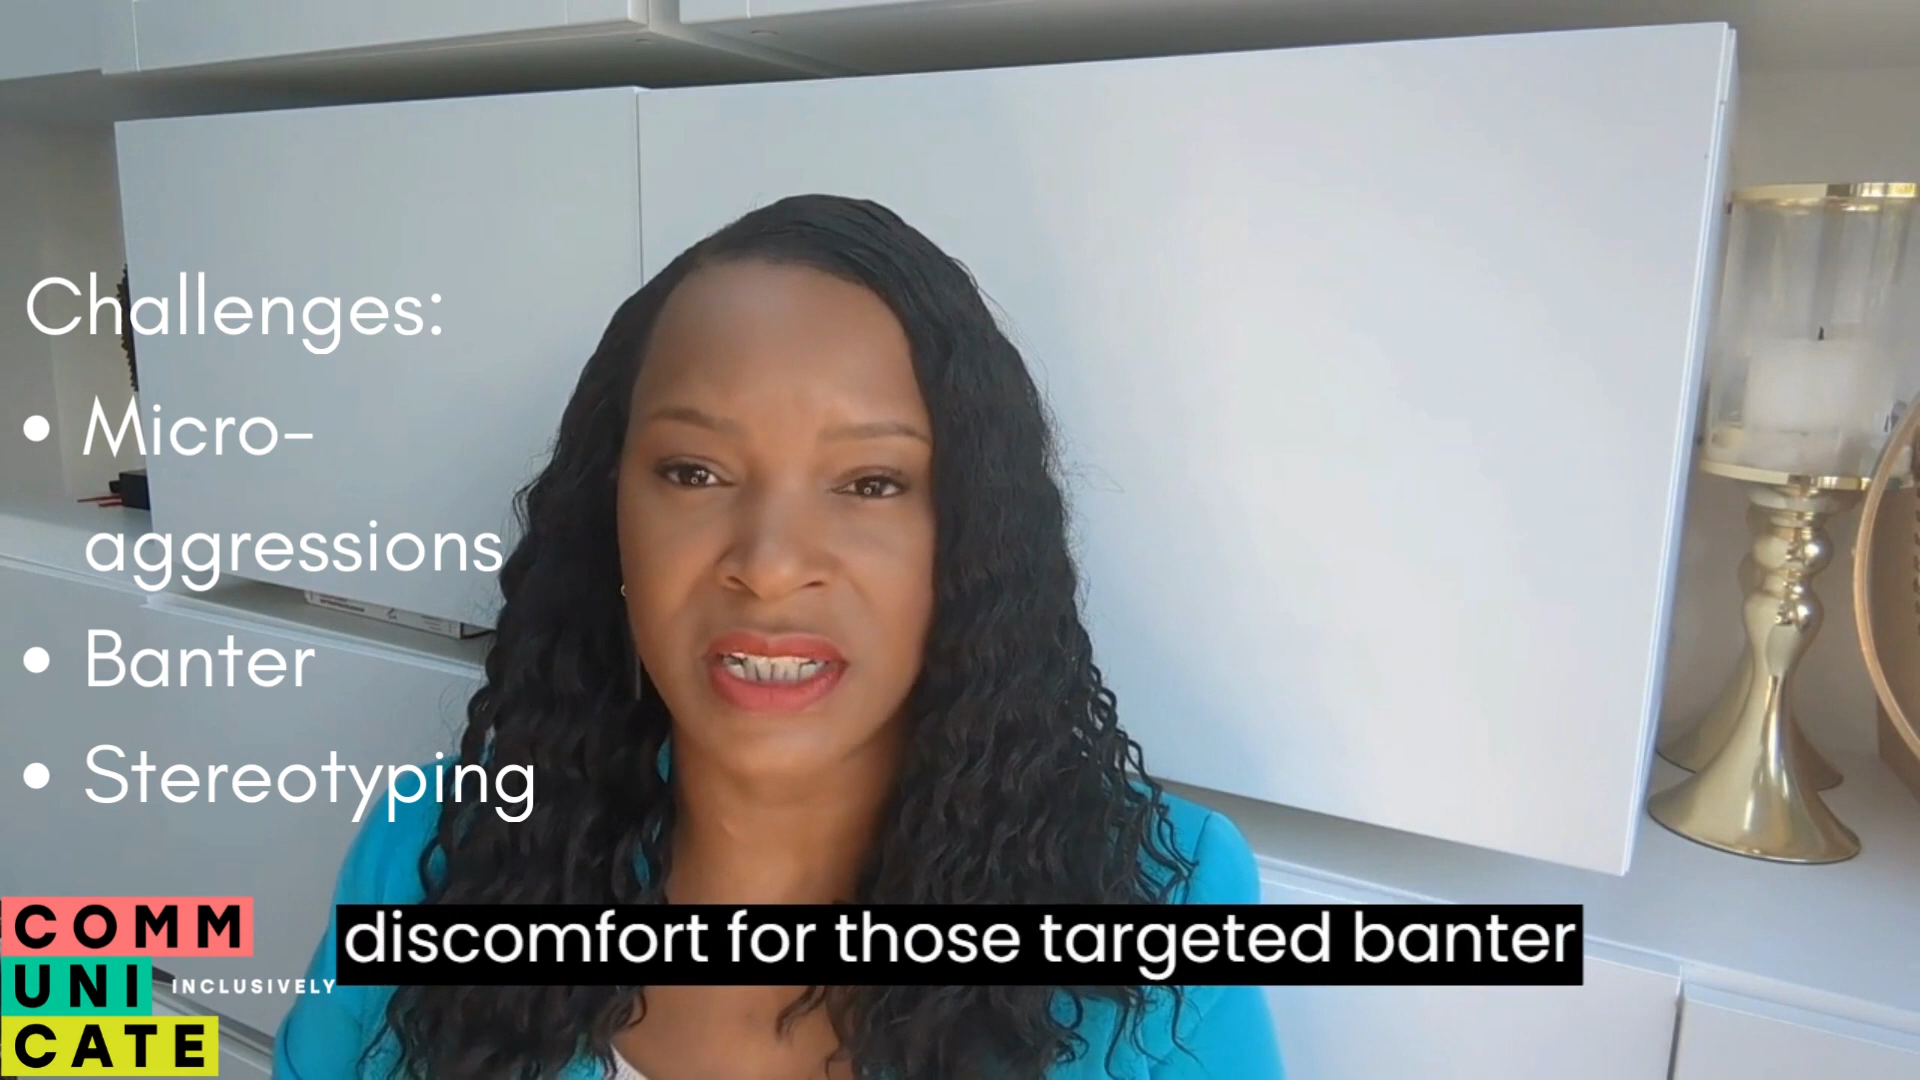 Challenges:
• Micro-
aggressions
• Banter
• Stereotyping
COMM
UNI
INCLUSIVELY
CATE
discomfort for those targeted banter